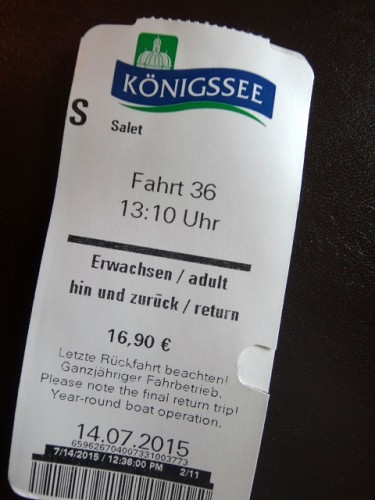 KÖNIGSSEE
S
Salet
Fahrt 36
13:10 Uhr
Erwachsen / adult
hin und zurück / return
16,90 €
Letzte Rückfahrt beachten!
Ganzjähriger Fahrbetrieb.
Please note the final return trip!
Year-round boat operation.
14.07.2015
659626704007331003773
7/14/2015 / 12:36:00 PM 2/11